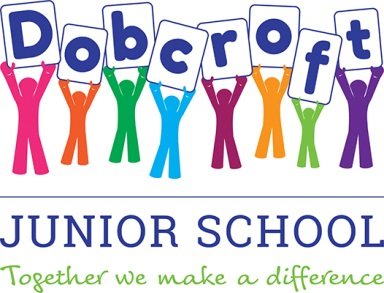 Dobcroft
JUNIOR SCHOOL
Together we make a difference